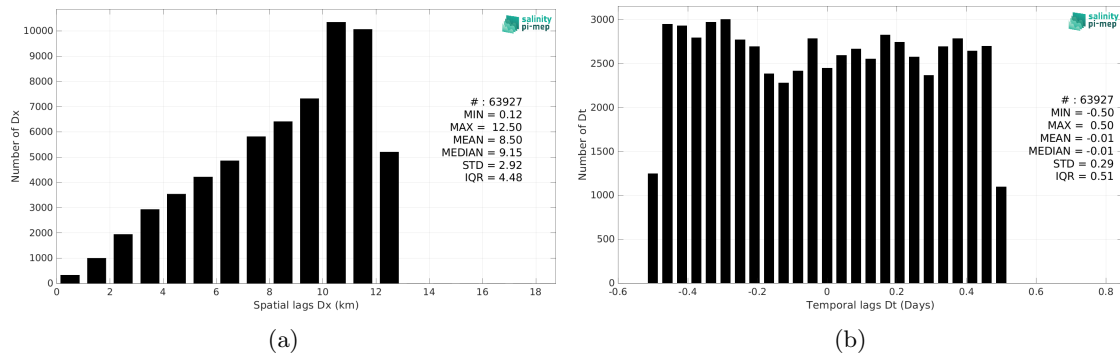 salinity
pi-mep
Number of Dx
10000
9000
8000
7000
6000
5000
4000
3000
2000
1000
0
# : 63927
MIN = 0.12
MAX = 12.50
MEAN = 8.50
MEDIAN = 9.15
STD = 2.92
IQR = 4.48
0 2 4 6 8 10 12 14 16 18
Spatial lags Dx (km)
(a)
salinity
pi-mep
Number of Dt
3000
2500
2000
1500
1000
500
0
# : 63927
MIN = -0.50
MAX = 0.50
MEAN = -0.01
MEDIAN = -0.01
STD = 0.29
IQR = 0.51
-0.6 -0.4 -0.2 0 0.2 0.4 0.6 0.8
Temporal lags Dt (Days)
(b)